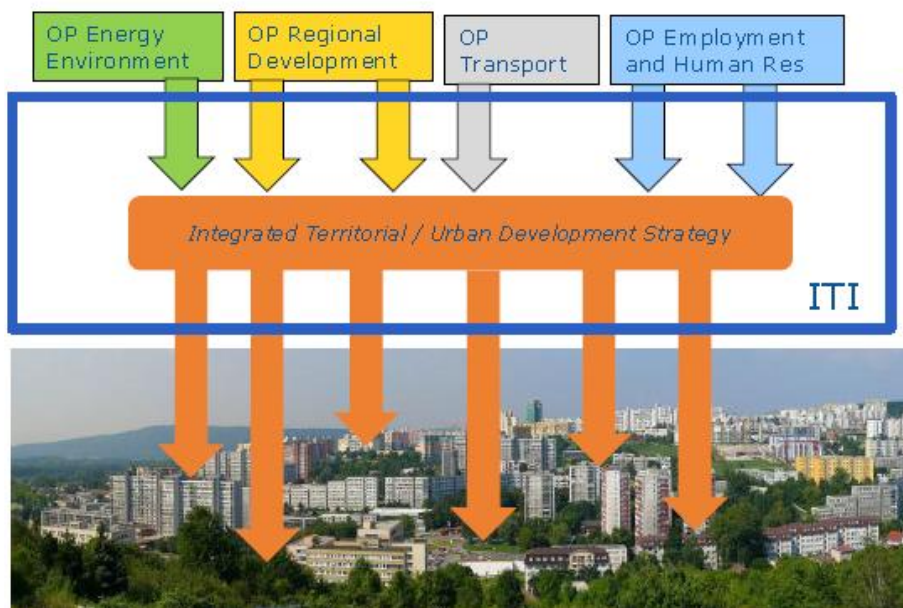 OP Energy
Environment
OP Regional
Development
OP
Transport
OP Employment
and Human Res
Integrated Territorial / Urban Development Strategy
ITI